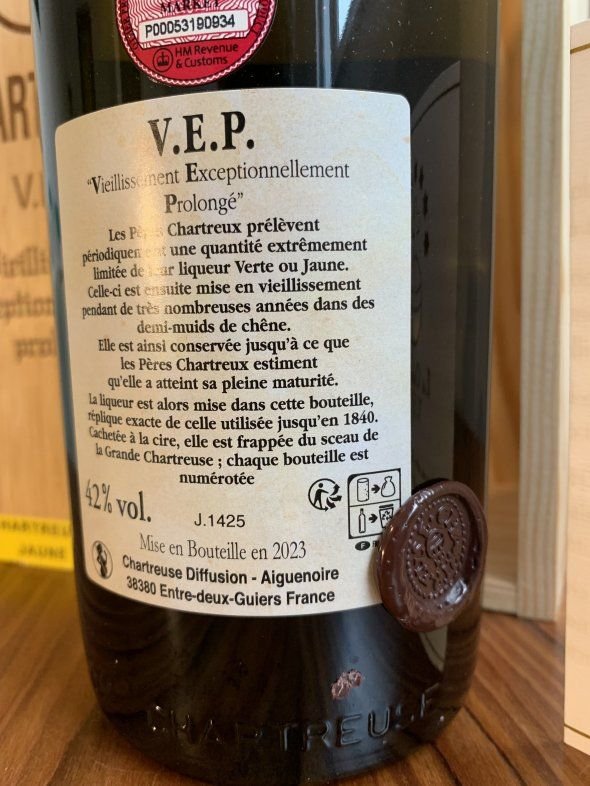 MARKET
P00053190934
HM Revenue
& Customs
V.E.P.
"Vieillissement Exceptionnellement
Prolongé"
Les Pères Chartreux prélèvent
périodiquement une quantité extrêmement
limitée de leur liqueur Verte ou Jaune.
Celle-ci est ensuite mise en vieillissement
pendant de très nombreuses années dans des
demi-muids de chêne.
Elle est ainsi conservée jusqu'à ce que
les Pères Chartreux estiment
qu'elle a atteint sa pleine maturité.
La liqueur est alors mise dans cette bouteille,
réplique exacte de celle utilisée jusqu'en 1840.
Cachetée à la cire, elle est frappée du sceau de
la Grande Chartreuse ; chaque bouteille est
numérotée
42% vol.
J.1425
Mise en Bouteille en 2023
Chartreuse Diffusion - Aiguenoire
38380 Entre-deux-Guiers France
CHARTREUSE
CHARTREU
JAUNE